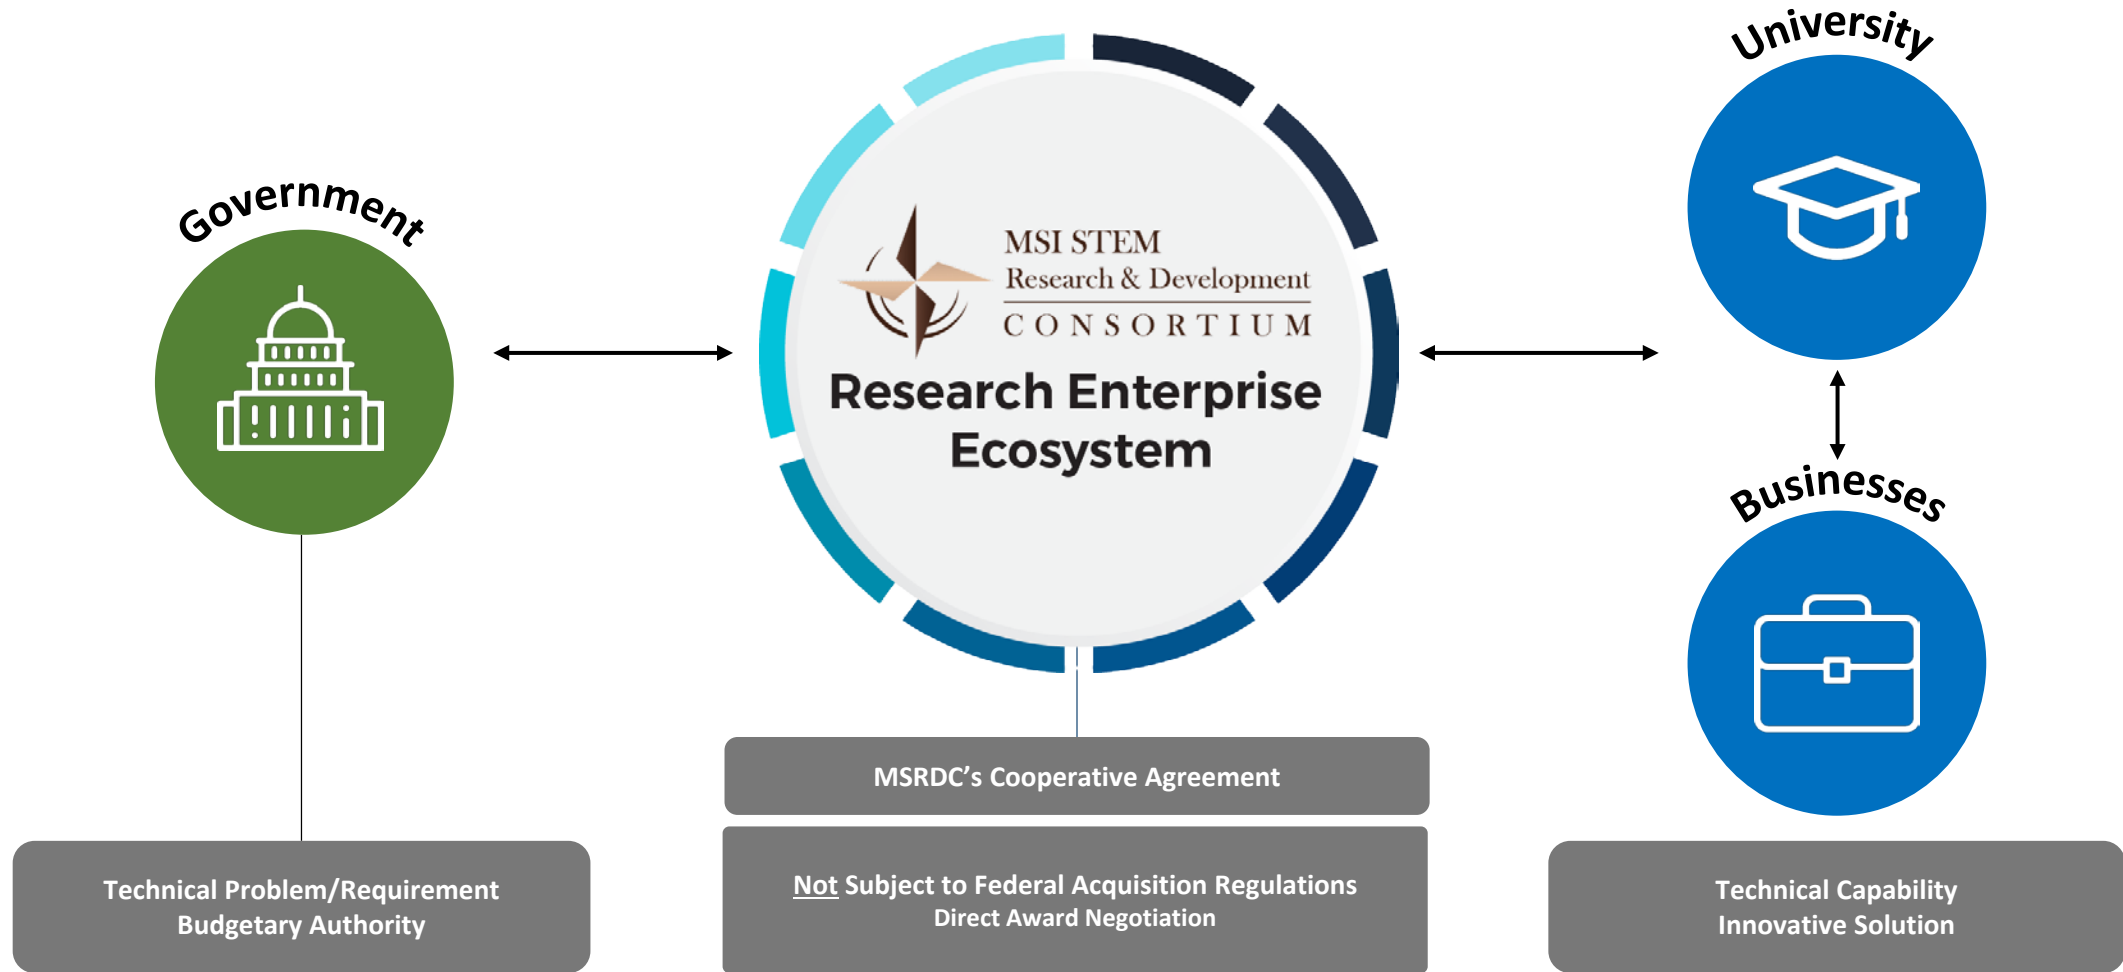 Government
MSI STEM
Research & Development
CONSORTIUM
Research Enterprise
Ecosystem
University
Businesses
MSRDC’s Cooperative Agreement
Technical Problem/Requirement
Budgetary Authority
Not Subject to Federal Acquisition Regulations
Direct Award Negotiation
Technical Capability
Innovative Solution